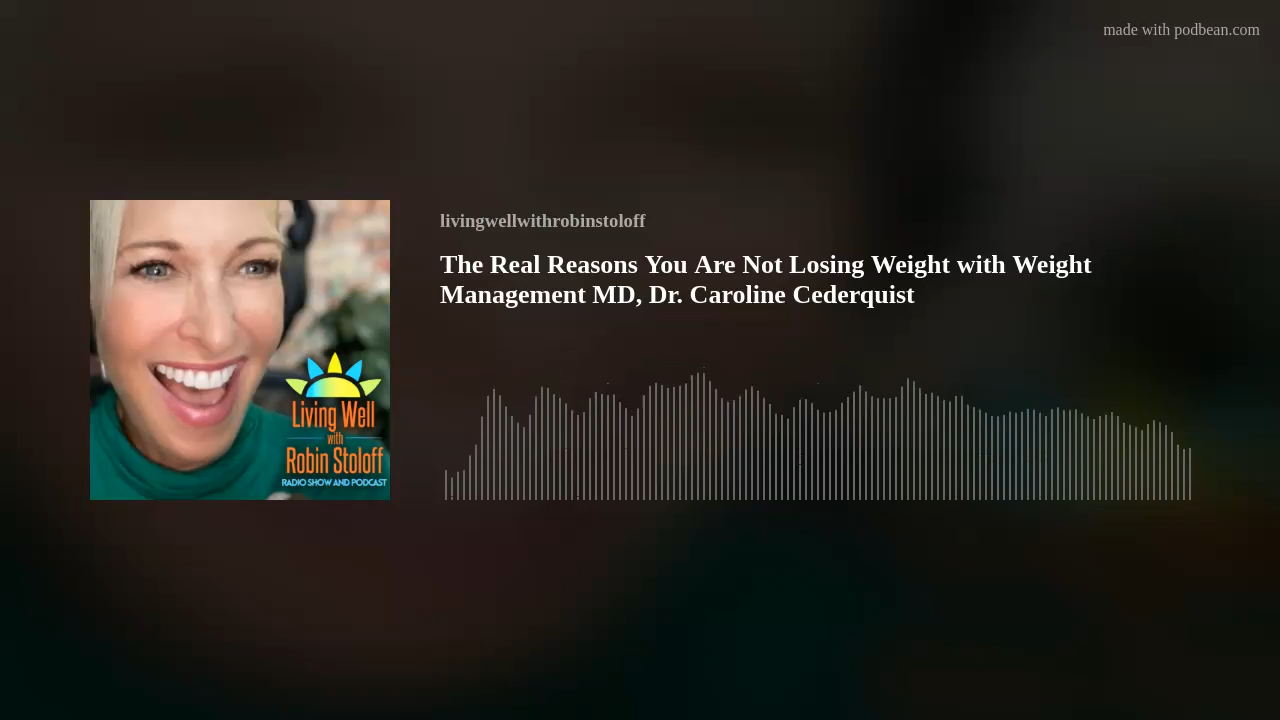 made with podbean.com
livingwellwithrobinstoloff
The Real Reasons You Are Not Losing Weight with Weight
Management MD, Dr. Caroline Cederquist
Living Well
with
Robin Stoloff
RADIO SHOW AND PODCAST